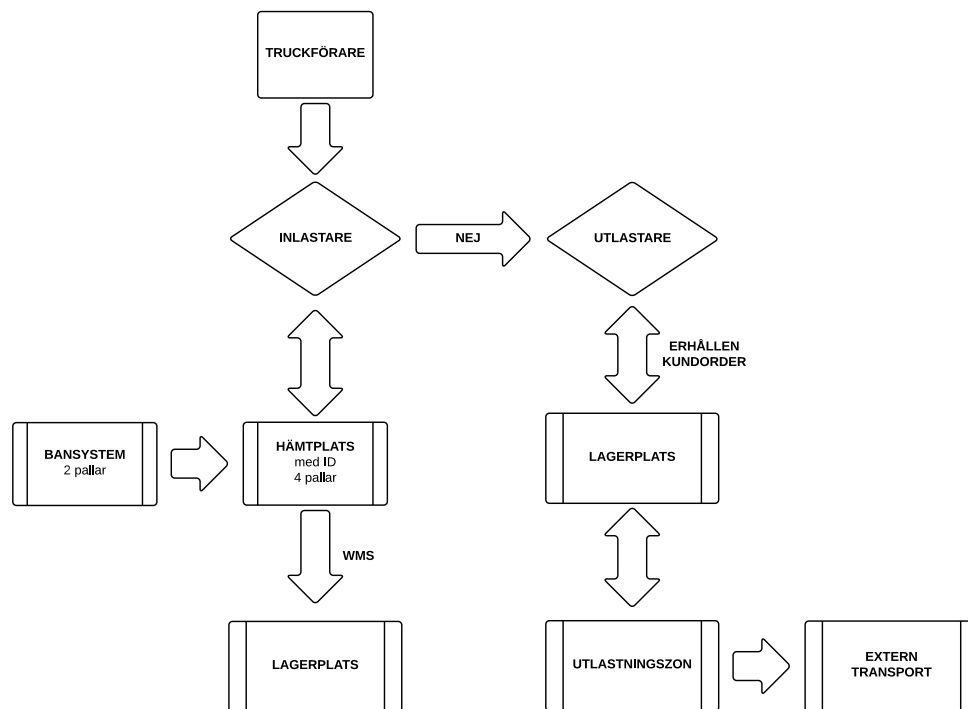 TRUCKFÖRARE
INLASTARE
NEJ
UTLASTARE
ERHÅLLEN
KUNDORDER
BANSYSTEM
2 pallar
HÄMTPLATS
med ID
4 pallar
LAGERPLATS
WMS
LAGERPLATS
UTLASTNINGSZON
EXTERN
TRANSPORT